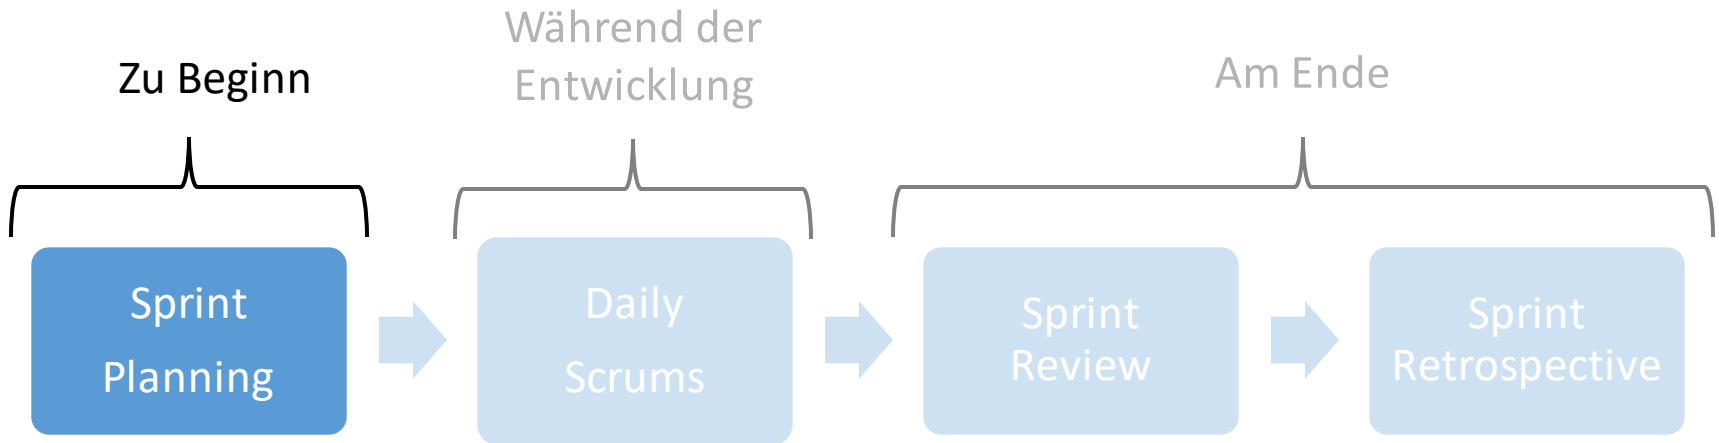 Zu Beginn
Während der
Entwicklung
Am Ende
Sprint
Planning
Daily
Scrums
Sprint
Review
Sprint
Retrospective